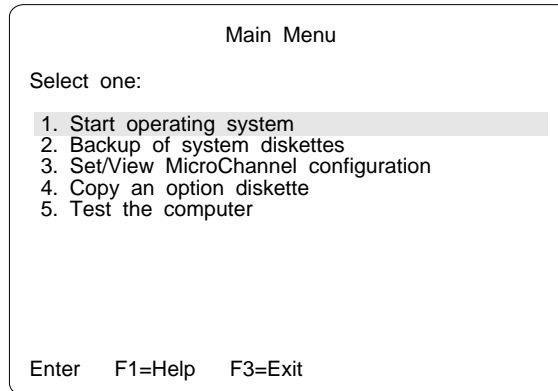 Main Menu
Select one:
1. Start operating system
2. Backup of system diskettes
3. Set/View MicroChannel configuration
4. Copy an option diskette
5. Test the computer
Enter F1=Help F3=Exit